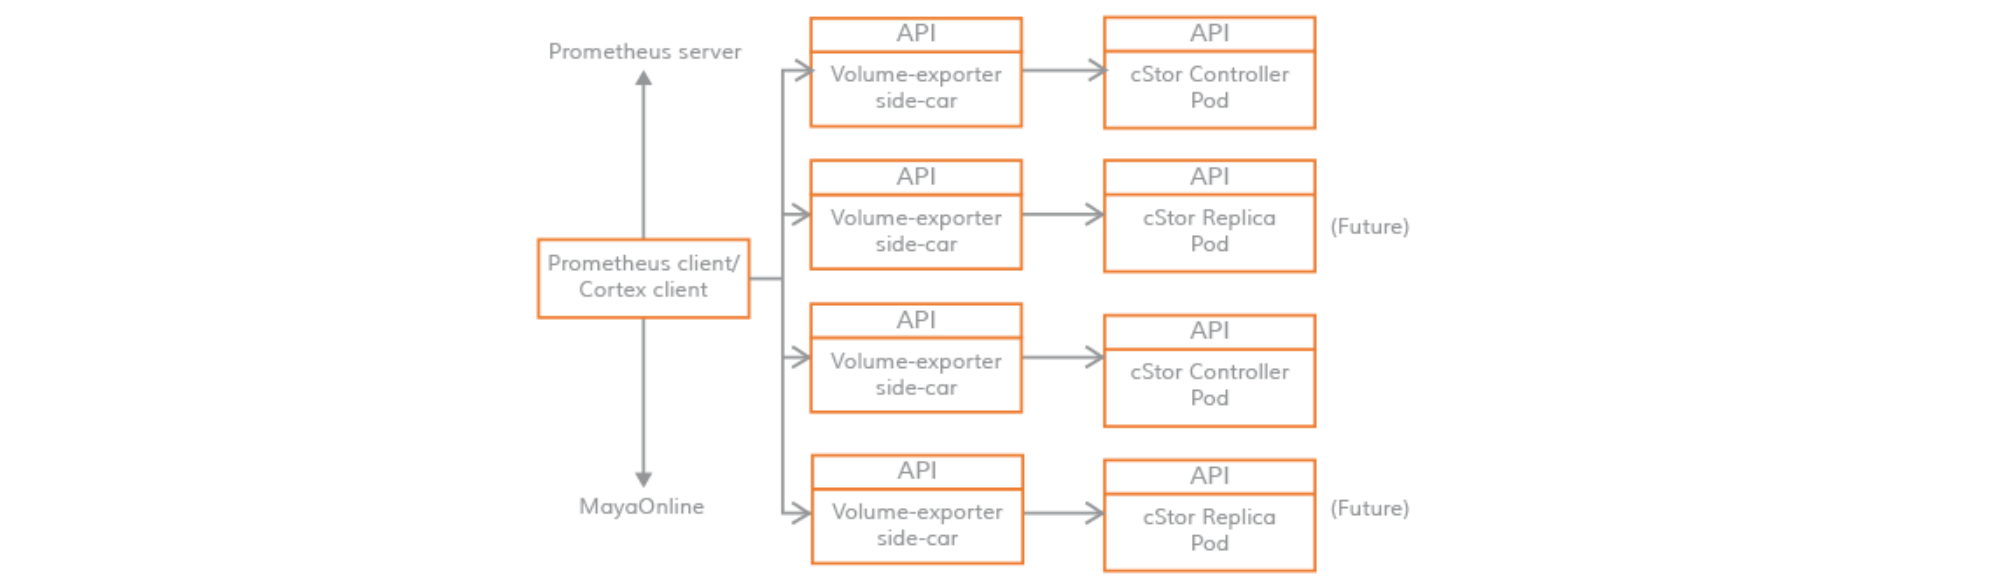 Prometheus server
Prometheus client/
Cortex client
MayaOnline
API
Volume-exporter
side-car
API
cStor Controller
Pod
API
Volume-exporter
side-car
API
cStor Replica
Pod
(Future)
API
Volume-exporter
side-car
API
cStor Controller
Pod
API
Volume-exporter
side-car
API
cStor Replica
Pod
(Future)